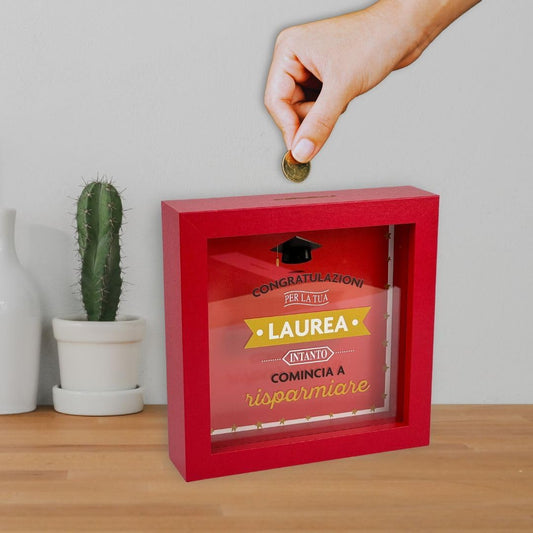 CONGRATULAZIONI
PER LA TUA
LAUREA
INTANTO
COMINCIA A
risparmiare